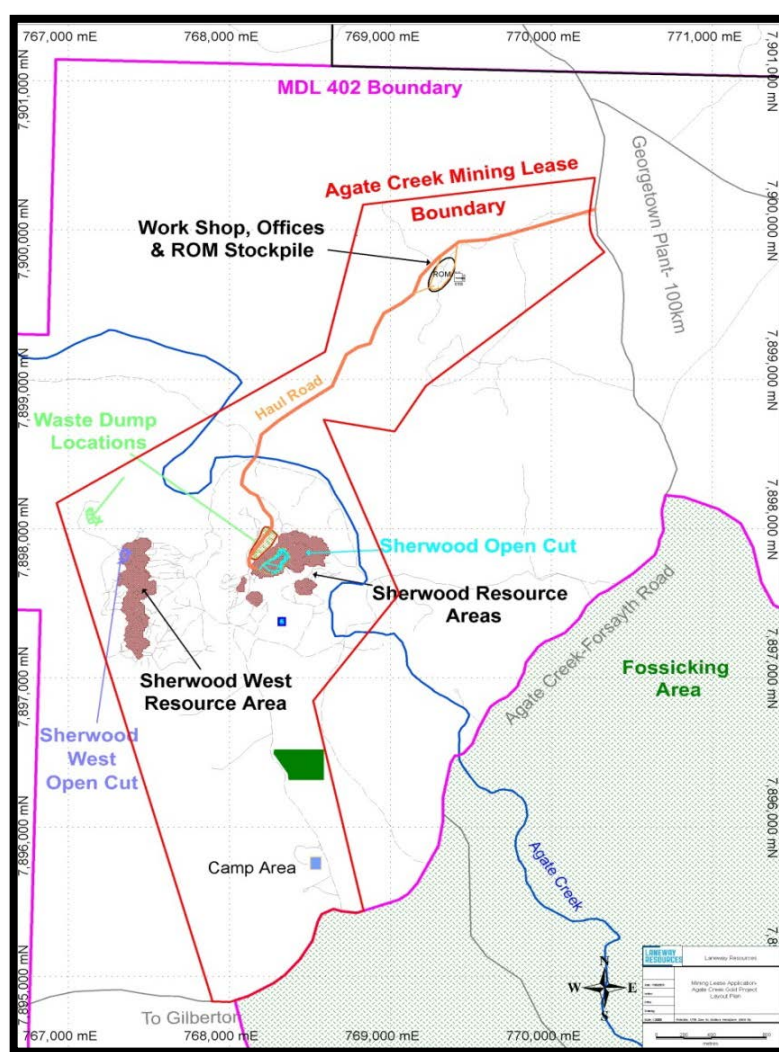 767,000 mE
768,000 mE
769,000 mE
770,000 mE
771,000 mE
7,901,000 mN
7,901,000 mN
MDL 402 Boundary
Agate Creek Mining Lease
Boundary
Work Shop, Offices
& ROM Stockpile
ROM
Georgetown Plant- 100km
7,900,000 mN
7,900,000 mN
7,899,000 mN
7,899,000 mN
Haul Road
Waste Dump
Locations
7,898,000 mN
7,898,000 mN
Sherwood Open Cut
Sherwood Resource
Areas
Sherwood West
Resource Area
Agate Creek-Forsayth Road
Fossicking
Area
7,897,000 mN
7,897,000 mN
Sherwood
West
Open Cut
7,896,000 mN
7,896,000 mN
Camp Area
Agate Creek
7,895,000 mN
7,8
To Gilberton
N
W
E
S
LANEWAY
RESOURCES
Laneway Resources
Mining Lease Application-
Agate Creek Gold Project
Layout Plan
metres
767,000 mE
768,000 mE
769,000 mE
770,000 mE